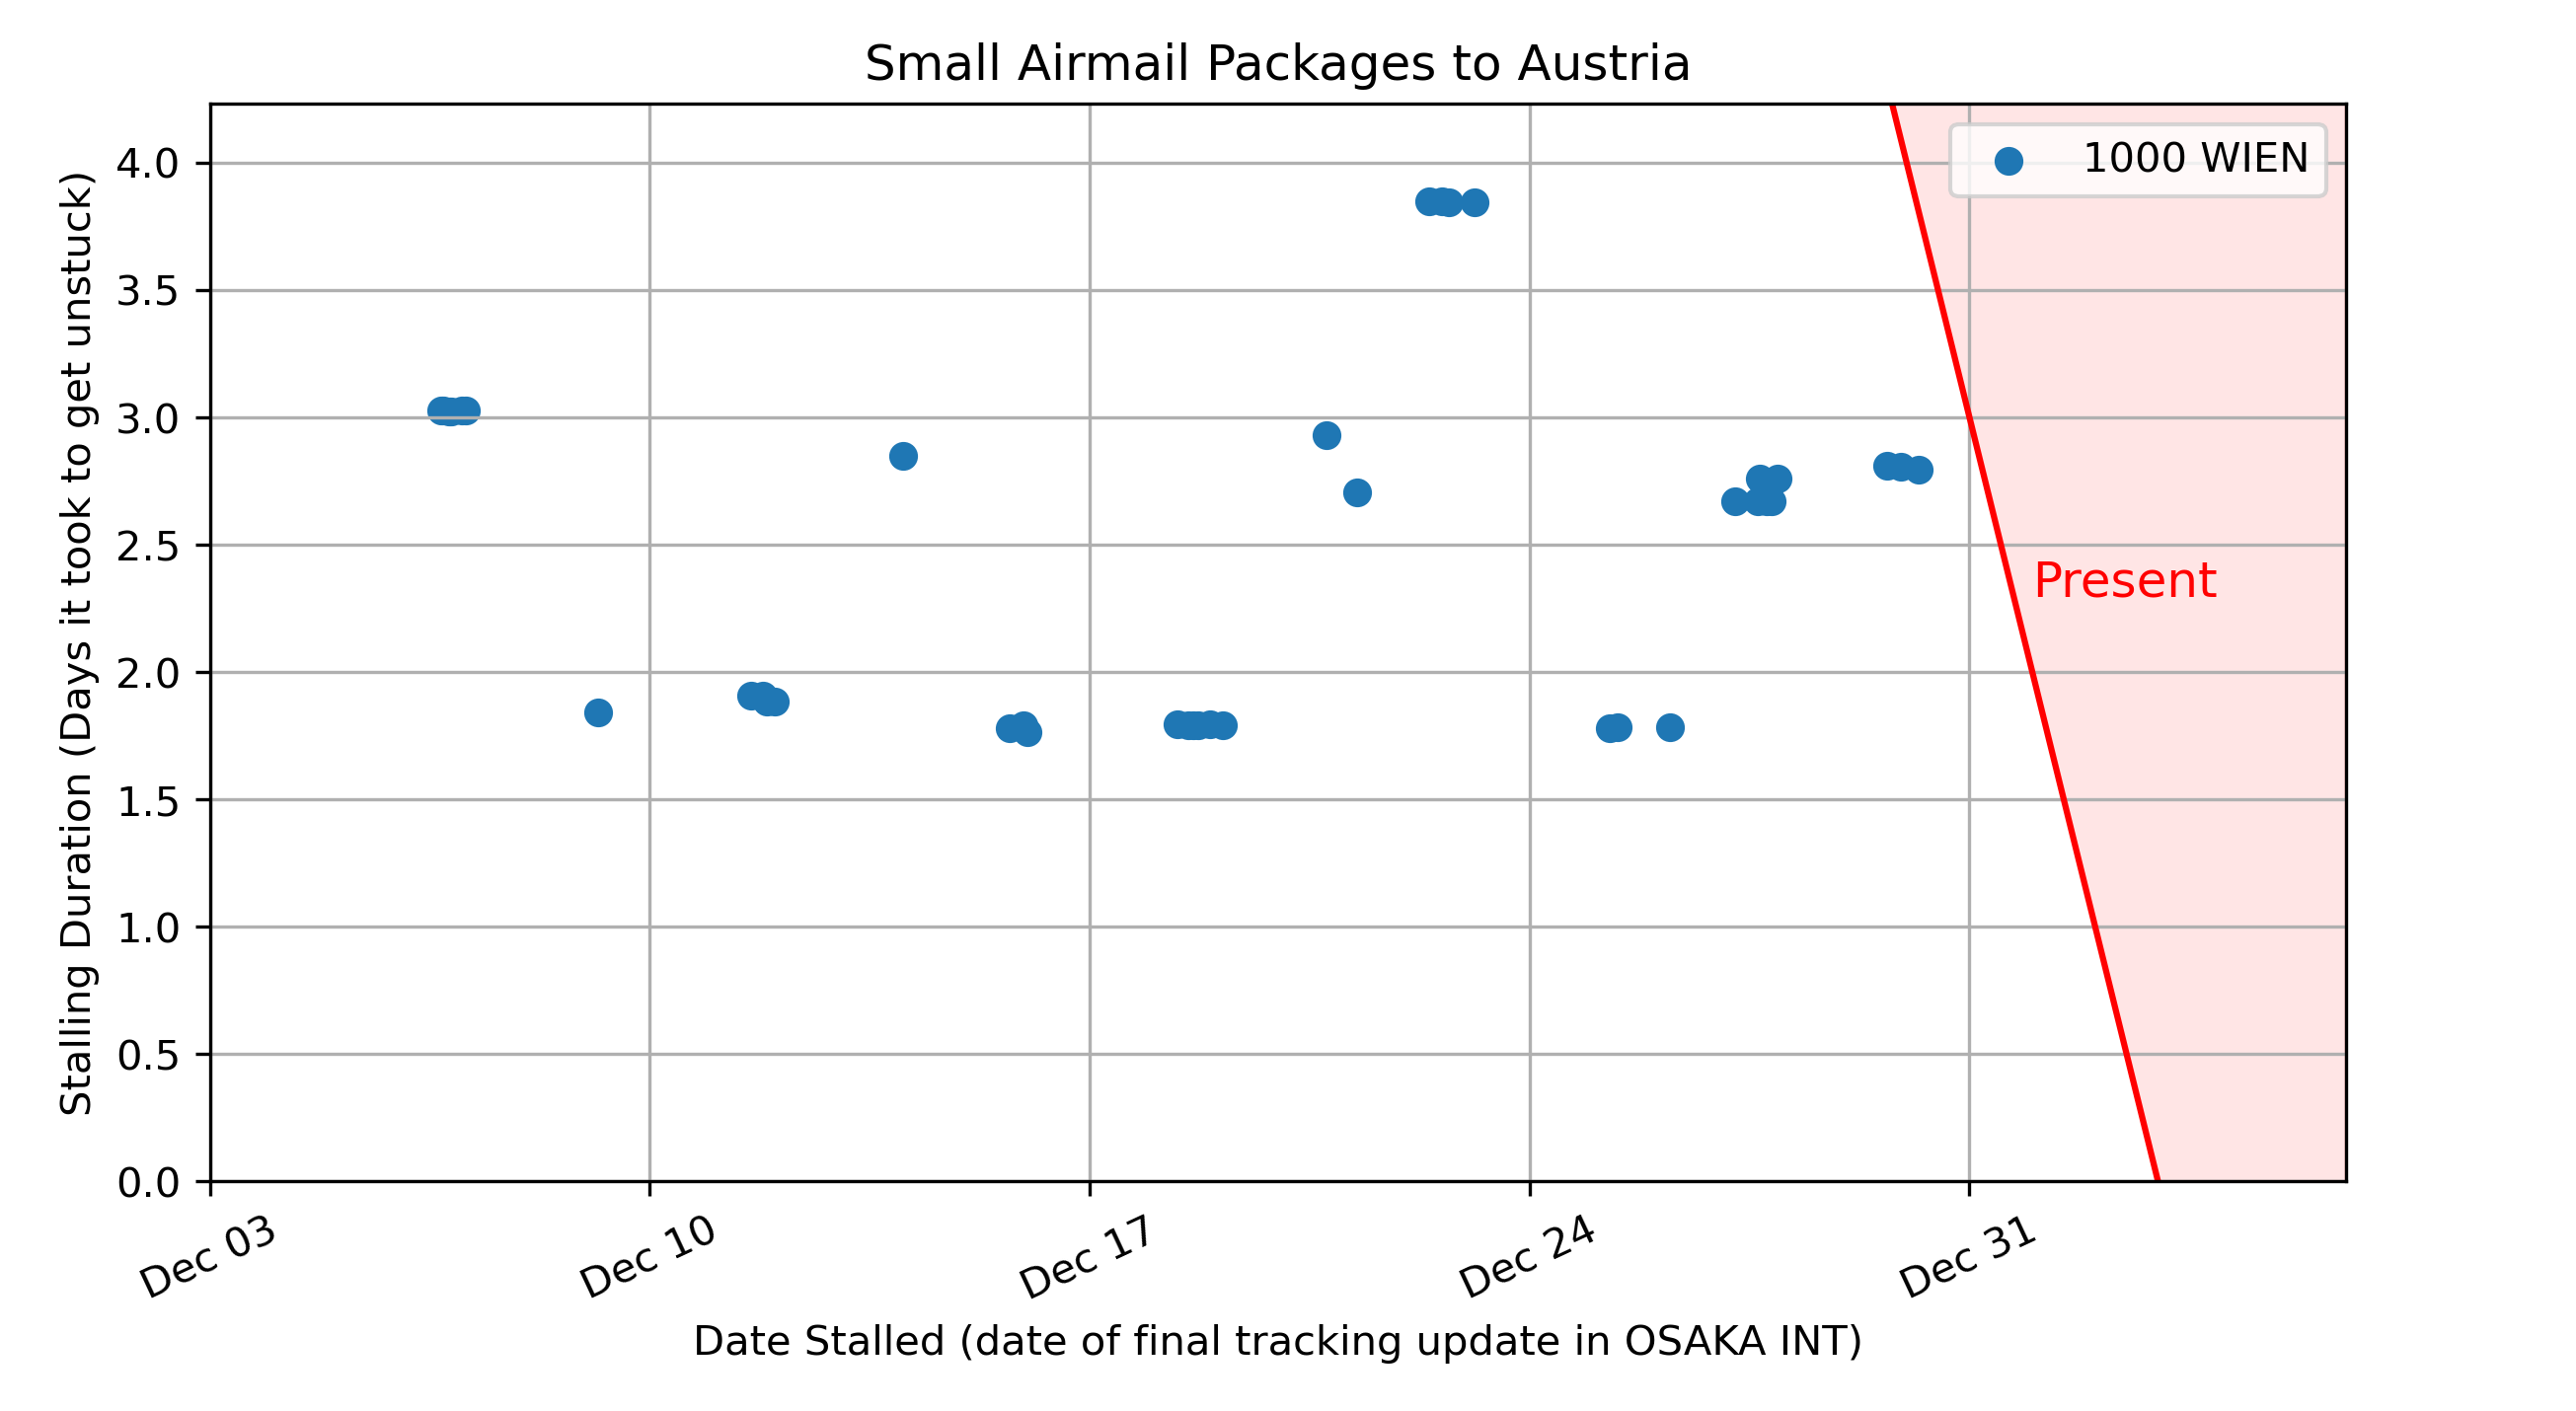 Small Airmail Packages to Austria
1000 WIEN
Stalling Duration (Days it took to get unstuck)
4.0
3.5
3.0
2.5
2.0
1.5
1.0
0.5
0.0
Present
Dec 03
Dec 10
Dec 17
Dec 24
Dec 31
Date Stalled (date of final tracking update in OSAKA INT)